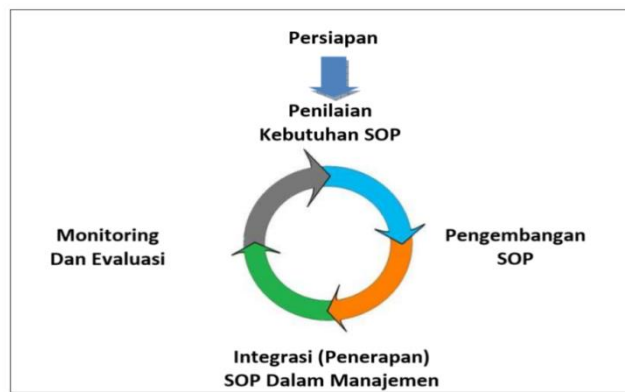 Persiapan
Penilaian
Kebutuhan SOP
Monitoring
Dan Evaluasi
Pengembangan
SOP
Integrasi (Penerapan)
SOP Dalam Manajemen